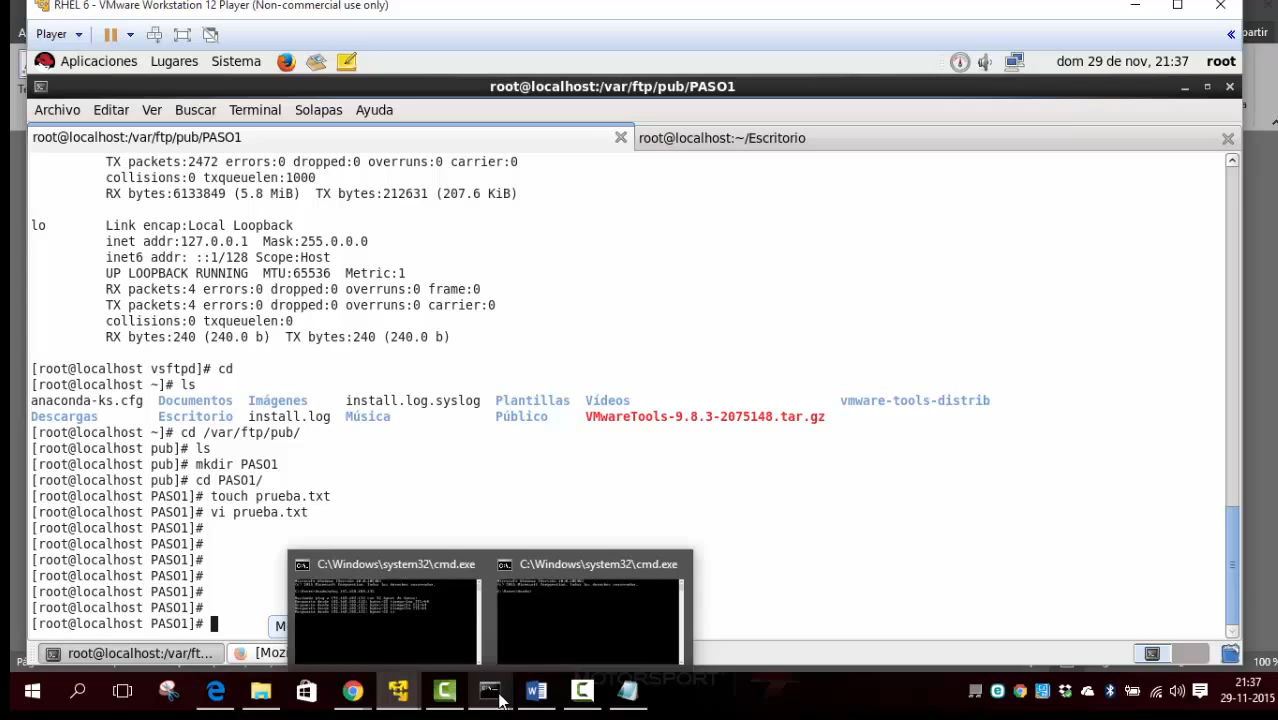 RHEL 6 - VMware Workstation 12 Player (Non-commercial use only)
Player
Aplicaciones Lugares Sistema dom 29 de nov, 21:37 root
root@localhost:/var/ftp/pub/PASO1
Archivo Editar Ver Buscar Terminal Solapas Ayuda
root@localhost:/var/ftp/pub/PASO1 root@localhost:~/Escritorio
TX packets:2472 errors:0 dropped:0 overruns:0 carrier:0
collisions:0 txqueuelen:1000
RX bytes:6133849 (5.8 MiB) TX bytes:212631 (207.6 KiB)
lo Link encap:Local Loopback
inet addr:127.0.0.1 Mask:255.0.0.0
inet6 addr: ::1/128 Scope:Host
UP LOOPBACK RUNNING MTU:65536 Metric:1
RX packets:4 errors:0 dropped:0 overruns:0 frame:0
TX packets:4 errors:0 dropped:0 overruns:0 carrier:0
collisions:0 txqueuelen:0
RX bytes:240 (240.0 b) TX bytes:240 (240.0 b)
[root@localhost vsftpd]# cd
[root@localhost ~]# ls
anaconda-ks.cfg Documentos Imágenes install.log.syslog Plantillas Vídeos vmware-tools-distrib
Descargas Escritorio install.log Música Público VMwareTools-9.8.3-2075148.tar.gz
[root@localhost ~]# cd /var/ftp/pub/
[root@localhost pub]# ls
[root@localhost pub]# mkdir PASO1
[root@localhost pub]# cd PASO1/
[root@localhost PASO1]# touch prueba.txt
[root@localhost PASO1]# vi prueba.txt
[root@localhost PASO1]#
[root@localhost PASO1]#
[root@localhost PASO1]#
[root@localhost PASO1]#
[root@localhost PASO1]#
[root@localhost PASO1]#
[root@localhost PASO1]#
C:\Windows\system32\cmd.exe C:\Windows\system32\cmd.exe
root@localhost:/var/ft... [Mozi
100 %
MOTORSPORT
21:37
29-11-2015